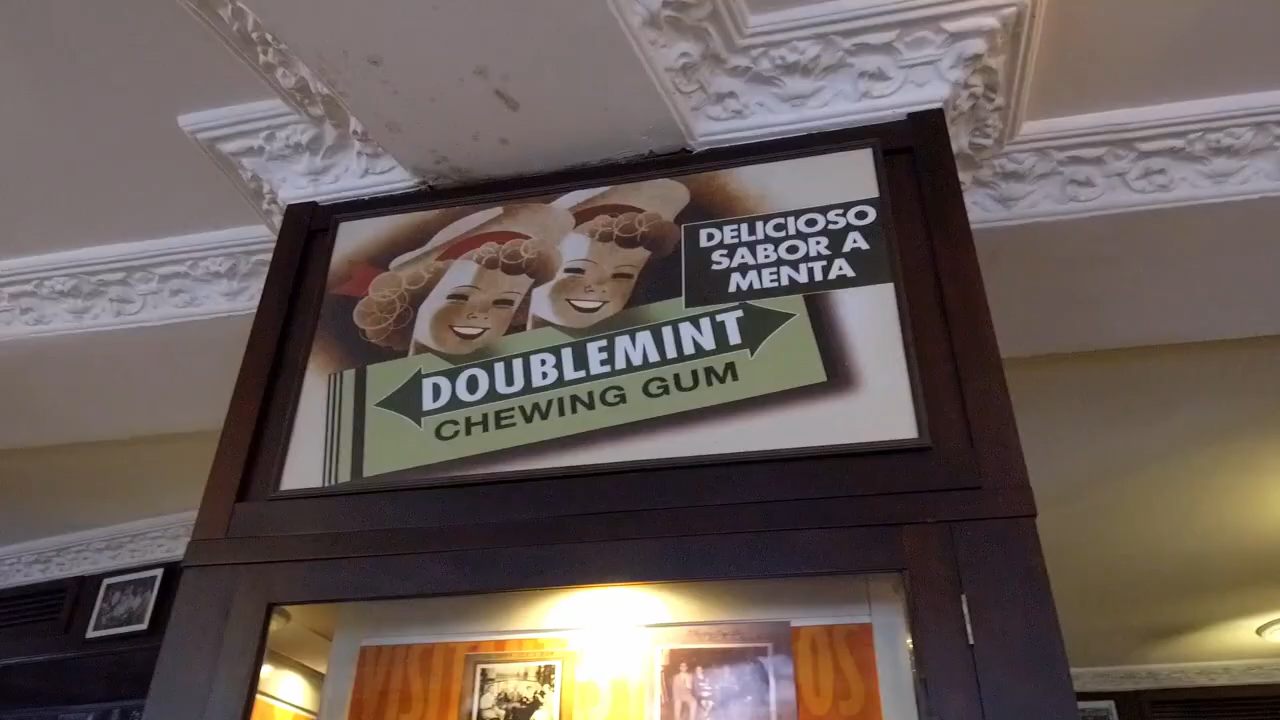 DELICIOSO
SABOR A
MENTA
DOUBLEMINT
CHEWING GUM